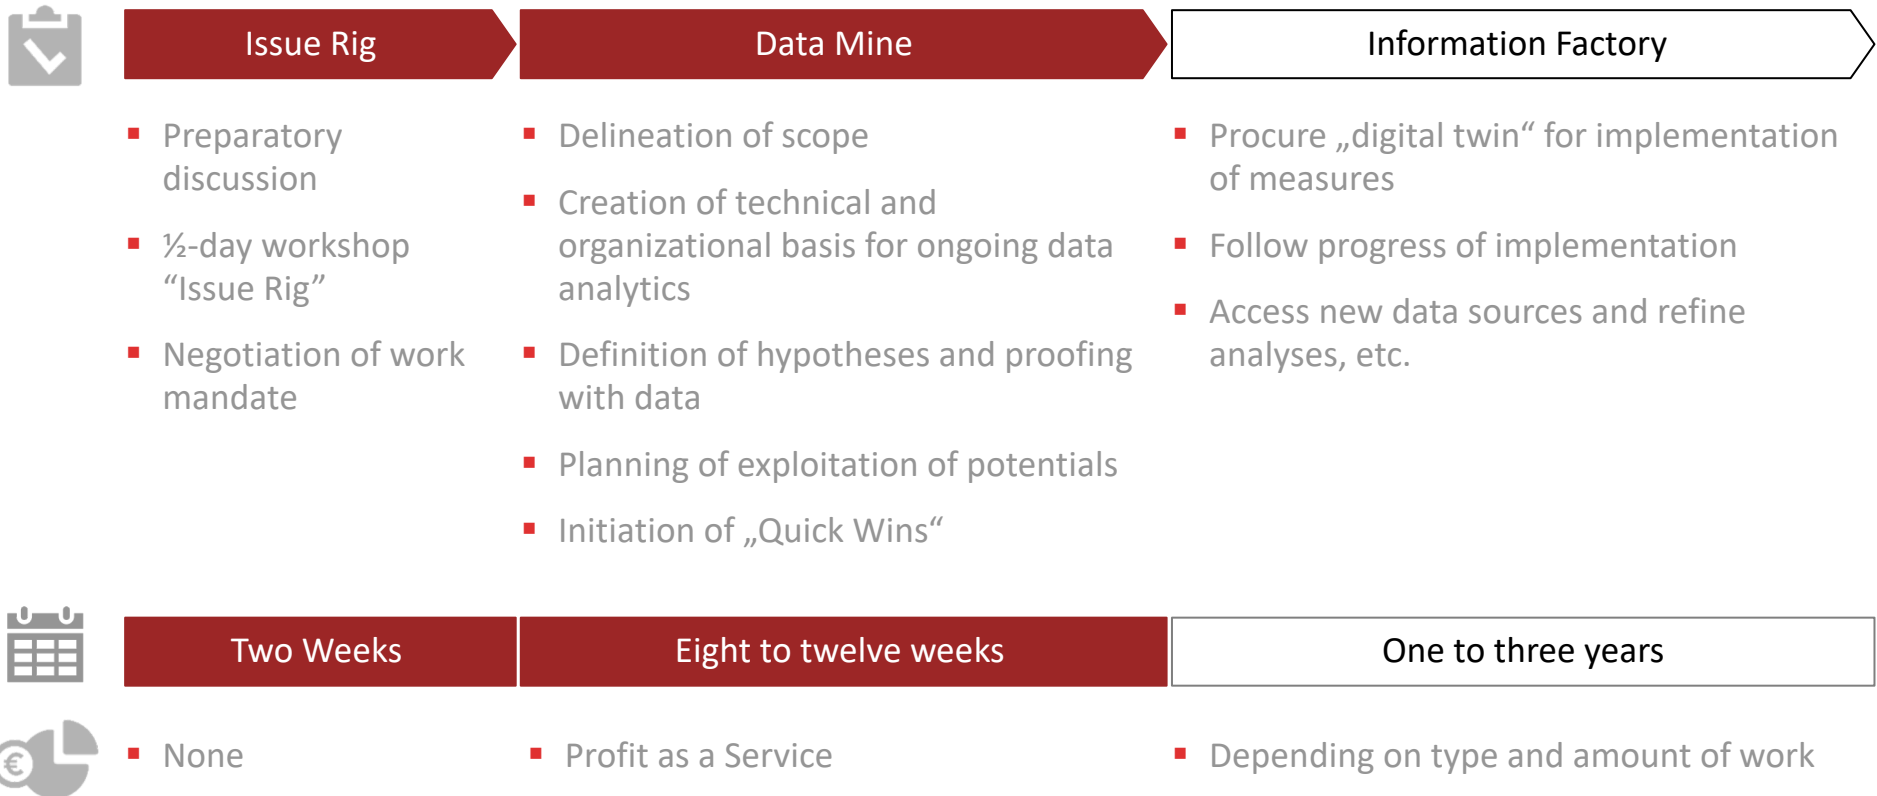 Issue Rig
Data Mine
Information Factory
Preparatory
discussion
½-day workshop
“Issue Rig”
Negotiation of work
mandate
Delineation of scope
Creation of technical and
organizational basis for ongoing data
analytics
Definition of hypotheses and proofing
with data
Planning of exploitation of potentials
Initiation of „Quick Wins“
Procure „digital twin“ for implementation
of measures
Follow progress of implementation
Access new data sources and refine
analyses, etc.
Two Weeks
Eight to twelve weeks
One to three years
€
None
Profit as a Service
Depending on type and amount of work